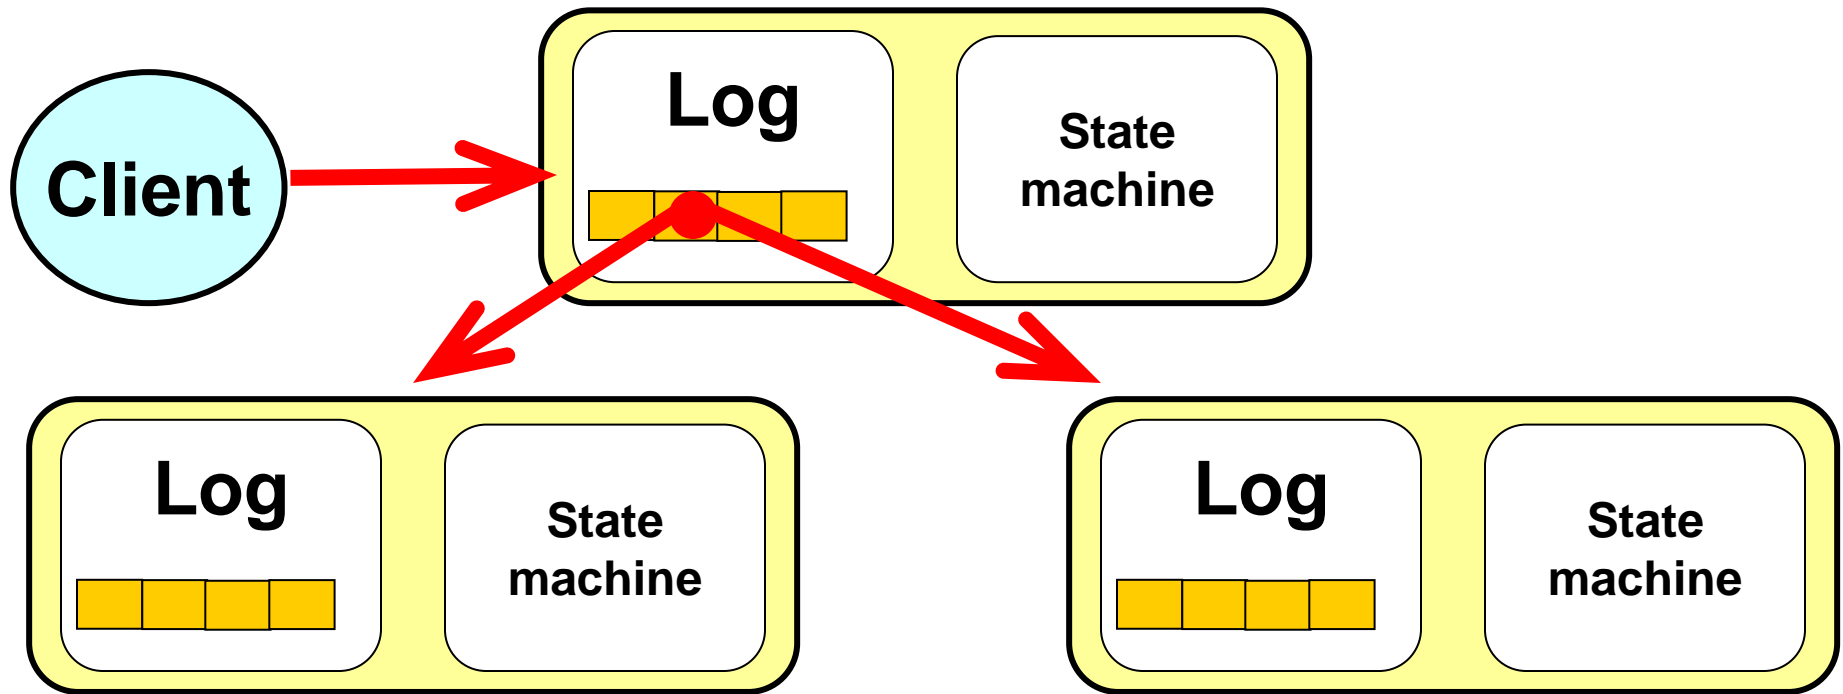 Client
Log
State
machine
Log
State
machine
Log
State
machine